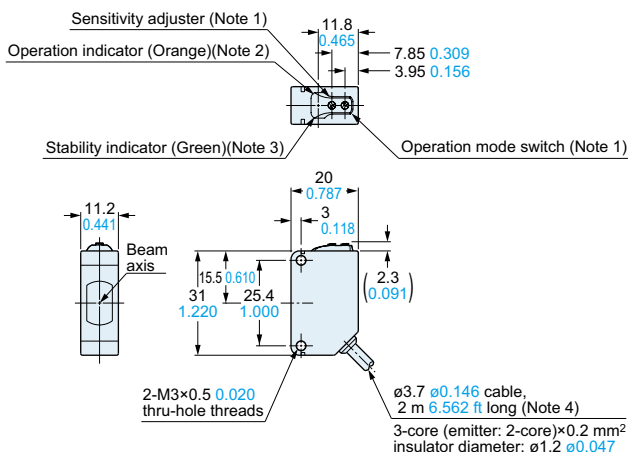 Sensitivity adjuster (Note 1)
11.8
0.465
Operation indicator (Orange)(Note 2)
7.85 0.309
3.95 0.156
Stability indicator (Green)(Note 3)
Operation mode switch (Note 1)
20
0.787
11.2
0.441
3
0.118
Beam
axis
15.5 0.610
31
1.220
25.4
1.000
(2.3
0.091)
2-M3×0.5 0.020
thru-hole threads
ø3.7 ø0.146 cable,
2 m 6.562 ft long (Note 4)
3-core (emitter: 2-core)×0.2 mm²
insulator diameter: ø1.2 ø0.047